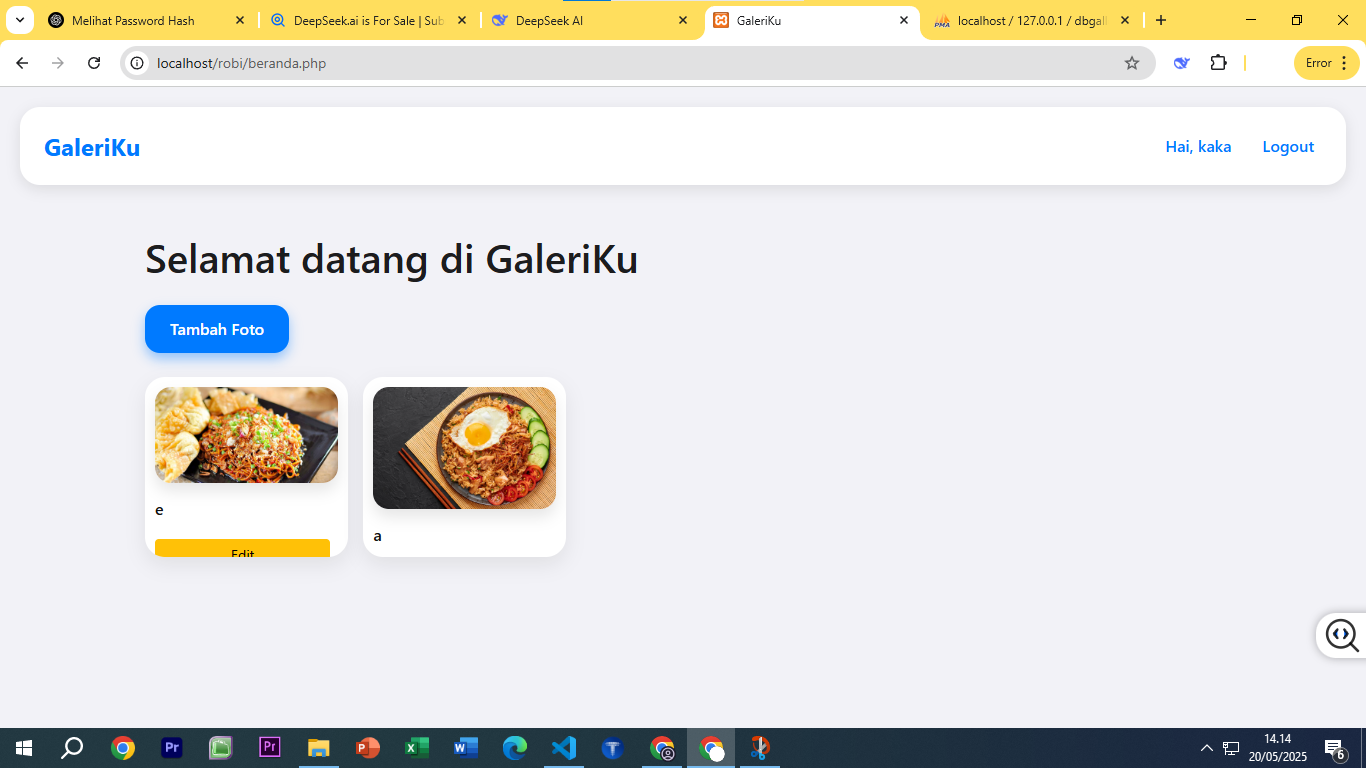 Melihat Password Hash
DeepSeek.ai is For Sale | Sub
DeepSeek AI
GaleriKu
localhost / 127.0.0.1 / dbgall
localhost/robi/beranda.php
Error
GaleriKu
Hai, kaka
Logout
Selamat datang di GaleriKu
Tambah Foto
e
a
Edit
14.14
20/05/2025
6